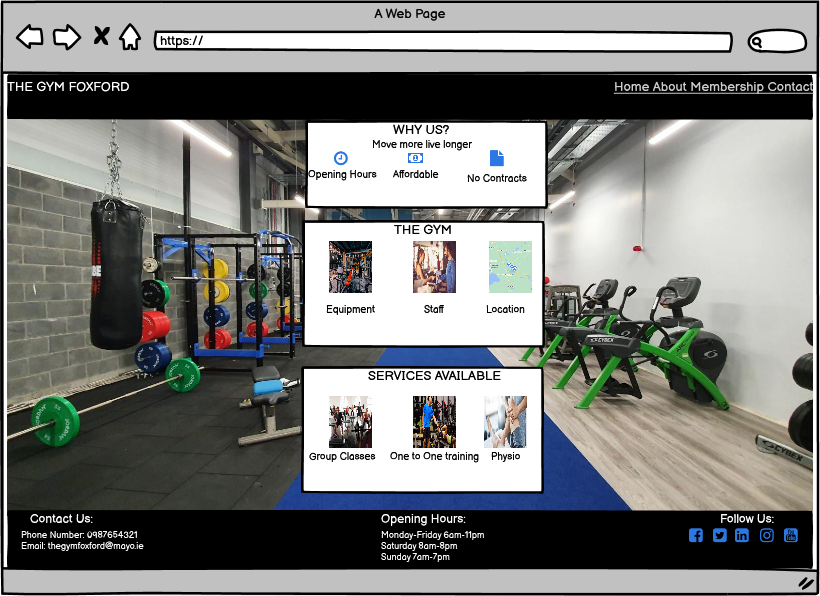 A Web Page
https://
THE GYM FOXFORD
Home About Membership Contact
WHY US?
Move more live longer
Opening Hours
Affordable
No Contracts
THE GYM
Equipment
Staff
Location
SERVICES AVAILABLE
Group Classes
One to One training
Physio
CYBEX
CYBEX
Contact Us:
Phone Number: 0987654321
Email: thegymfoxford@mayo.ie
Opening Hours:
Monday-Friday 6am-11pm
Saturday 8am-8pm
Sunday 7am-7pm
Follow Us: